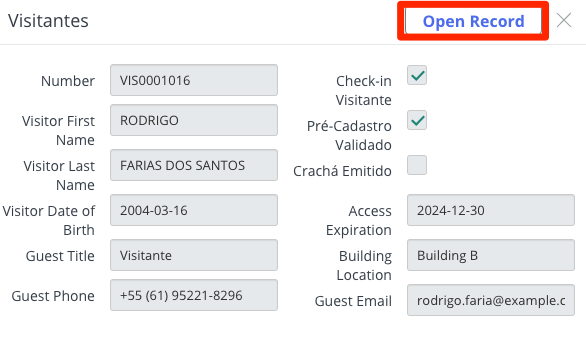 Visitantes
Open Record
Number
VIS0001016
Visitor First
Name
RODRIGO
Visitor Last
Name
FARIAS DOS SANTOS
Visitor Date of
Birth
2004-03-16
Guest Title
Visitante
Guest Phone
+55 (61) 95221-8296
Check-in
Visitante
Pré-Cadastro
Validado
Crachá Emitido
Access
Expiration
2024-12-30
Building
Location
Building B
Guest Email
rodrigo.faria@example.c